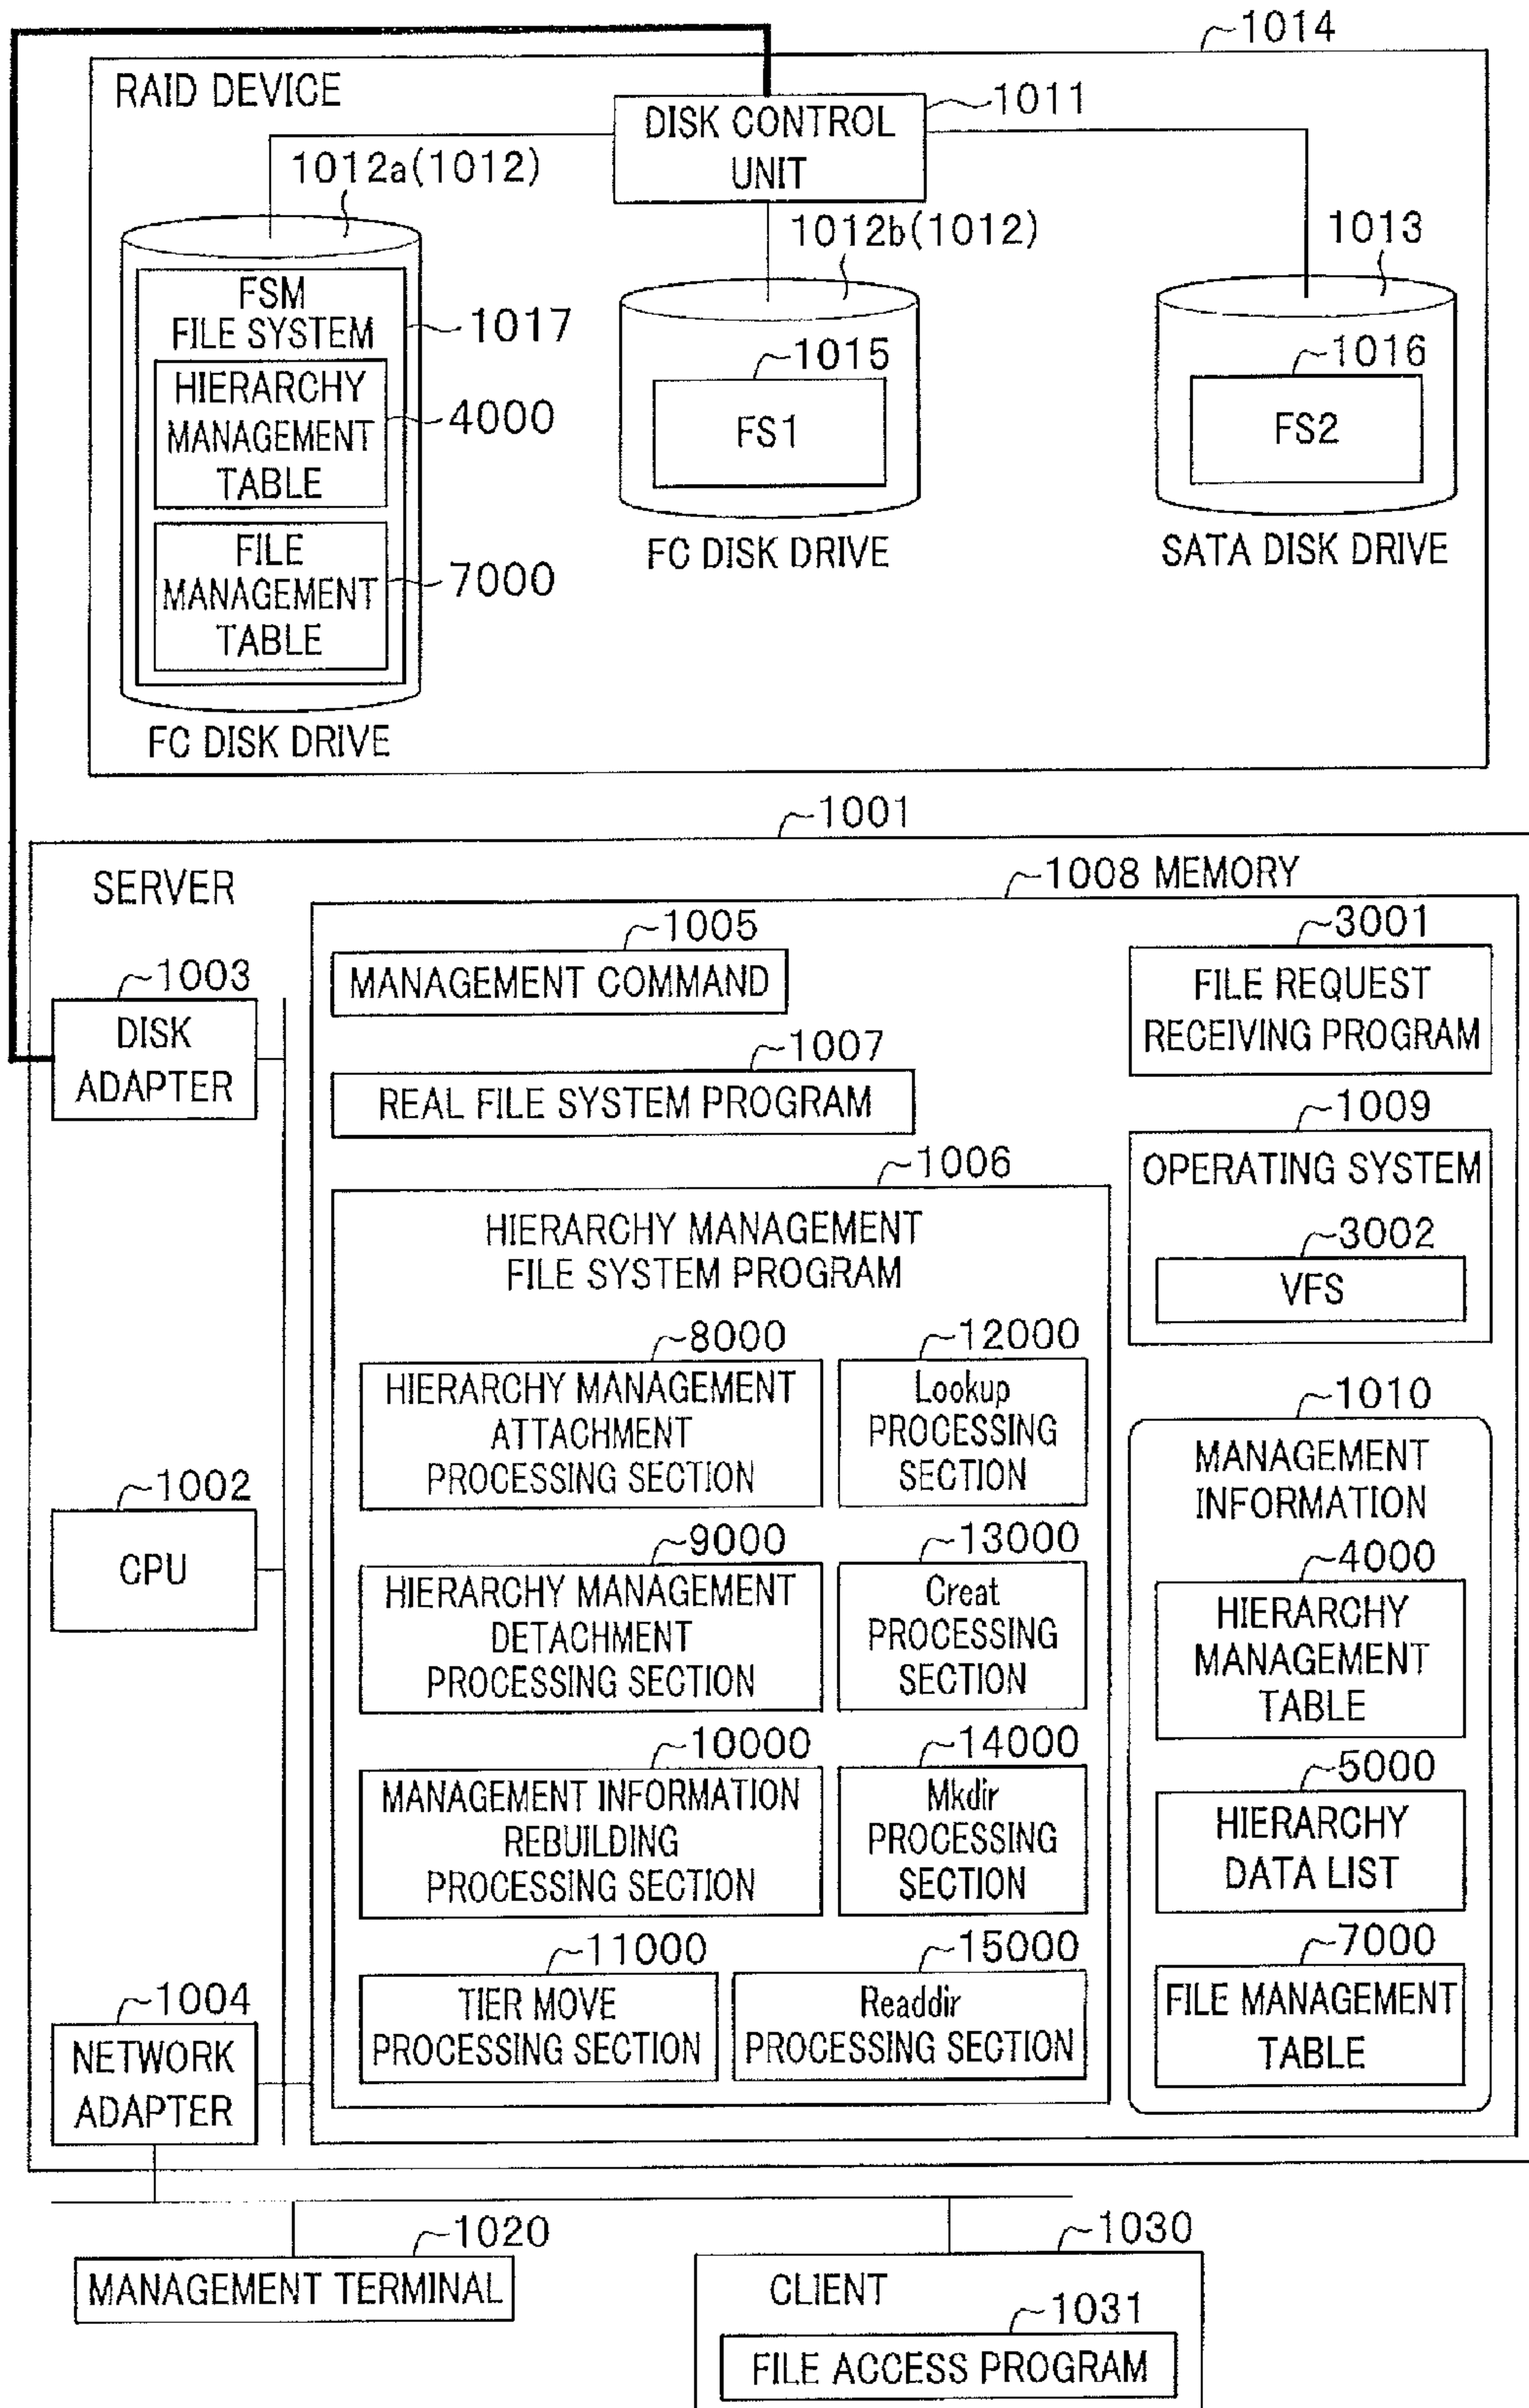 1014
RAID DEVICE
DISK CONTROL
UNIT
1011
1012a(1012)
1012b(1012)
1013
FSM
FILE SYSTEM
1017
HIERARCHY
MANAGEMENT
TABLE
4000
FILE
MANAGEMENT
TABLE
7000
FC DISK DRIVE
1015
FS1
FC DISK DRIVE
1016
FS2
SATA DISK DRIVE
1001
SERVER
1008 MEMORY
1003
DISK
ADAPTER
1002
CPU
1004
NETWORK
ADAPTER
1005
MANAGEMENT COMMAND
1007
REAL FILE SYSTEM PROGRAM
1006
HIERARCHY MANAGEMENT
FILE SYSTEM PROGRAM
8000
HIERARCHY MANAGEMENT
ATTACHMENT
PROCESSING SECTION
12000
Lookup
PROCESSING
SECTION
9000
HIERARCHY MANAGEMENT
DETACHMENT
PROCESSING SECTION
13000
Creat
PROCESSING
SECTION
10000
MANAGEMENT INFORMATION
REBUILDING
PROCESSING SECTION
14000
Mkdir
PROCESSING
SECTION
11000
TIER MOVE
PROCESSING SECTION
15000
Readdir
PROCESSING SECTION
3001
FILE REQUEST
RECEIVING PROGRAM
1009
OPERATING SYSTEM
3002
VFS
1010
MANAGEMENT
INFORMATION
4000
HIERARCHY
MANAGEMENT
TABLE
5000
HIERARCHY
DATA LIST
7000
FILE MANAGEMENT
TABLE
1020
MANAGEMENT TERMINAL
1030
CLIENT
1031
FILE ACCESS PROGRAM